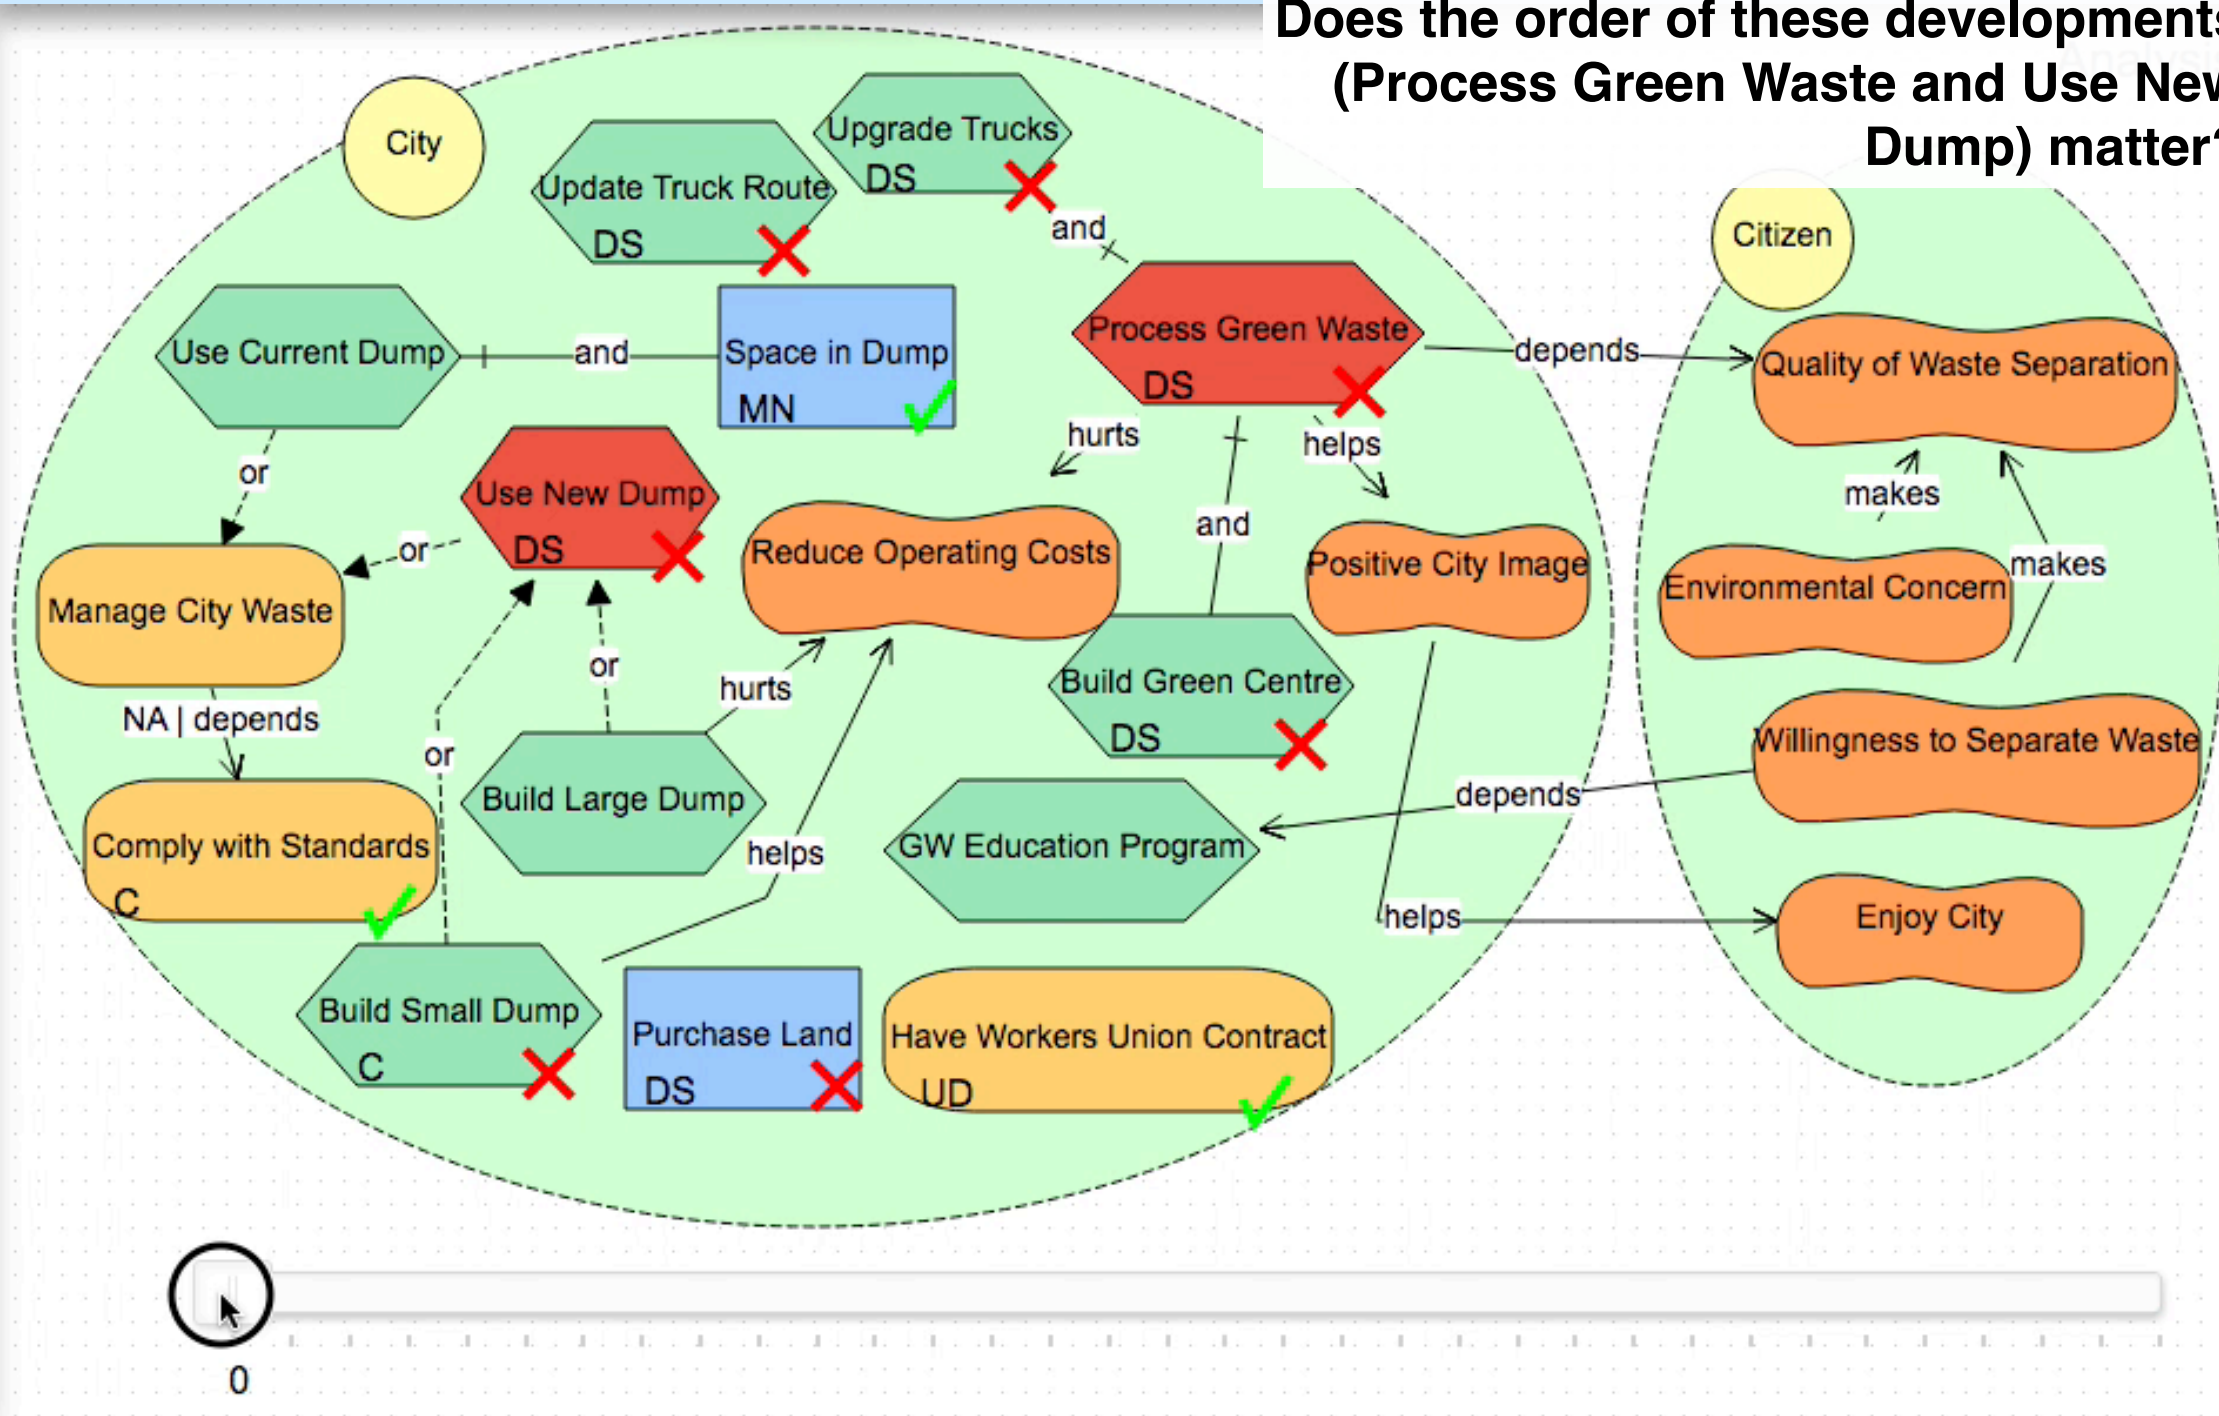 Does the order of these developments
(Process Green Waste and Use New
Dump) matter?
City
Upgrade Trucks
DS
Update Truck Route
DS
and
Citizen
Process Green Waste
DS
depends
Quality of Waste Separation
Use Current Dump
and
Space in Dump
MN
hurts
helps
or
Use New Dump
DS
or
makes
and
Reduce Operating Costs
Positive City Image
Environmental Concern
makes
Manage City Waste
or
hurts
Build Green Centre
DS
NA | depends
or
Willingness to Separate Waste
depends
Build Large Dump
helps
GW Education Program
Comply with Standards
C
helps
Enjoy City
Build Small Dump
C
Purchase Land
DS
Have Workers Union Contract
UD
0